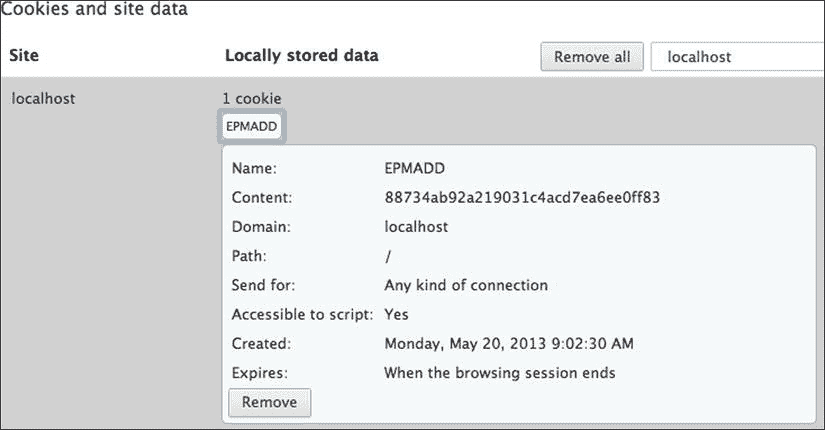 Cookies and site data
Site Locally stored data Remove all localhost
localhost 1 cookie
EPMADD
Name: EPMADD
Content: 88734ab92a219031c4acd7ea6ee0ff83
Domain: localhost
Path: /
Send for: Any kind of connection
Accessible to script: Yes
Created: Monday, May 20, 2013 9:02:30 AM
Expires: When the browsing session ends
Remove